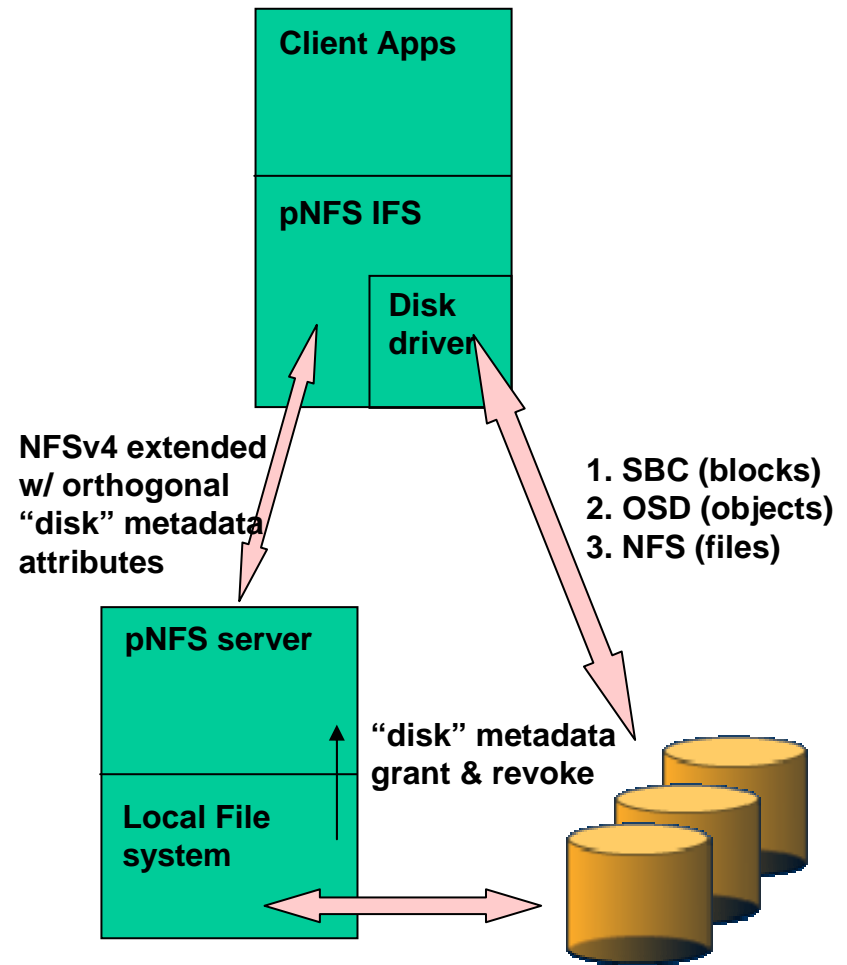 Client Apps
pNFS IFS
Disk
driver
NFSv4 extended
w/ orthogonal
“disk” metadata
attributes
1. SBC (blocks)
2. OSD (objects)
3. NFS (files)
pNFS server
“disk” metadata
grant & revoke
Local File
system